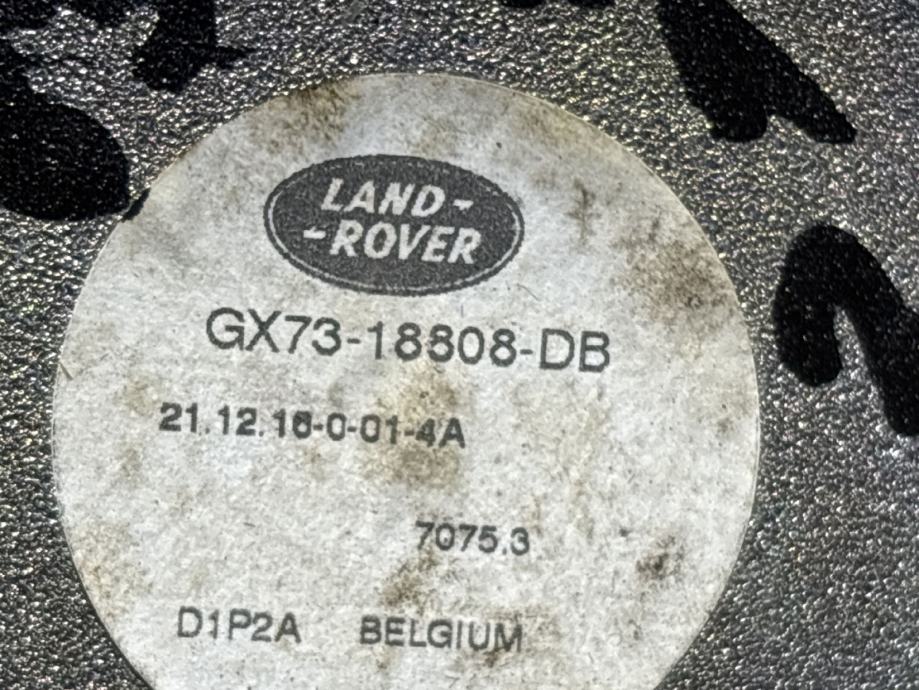 LAND-
-ROVER
GX73-18808-DB
21.12.16-0-01-4A
7075.3
D1P2A BELGIUM